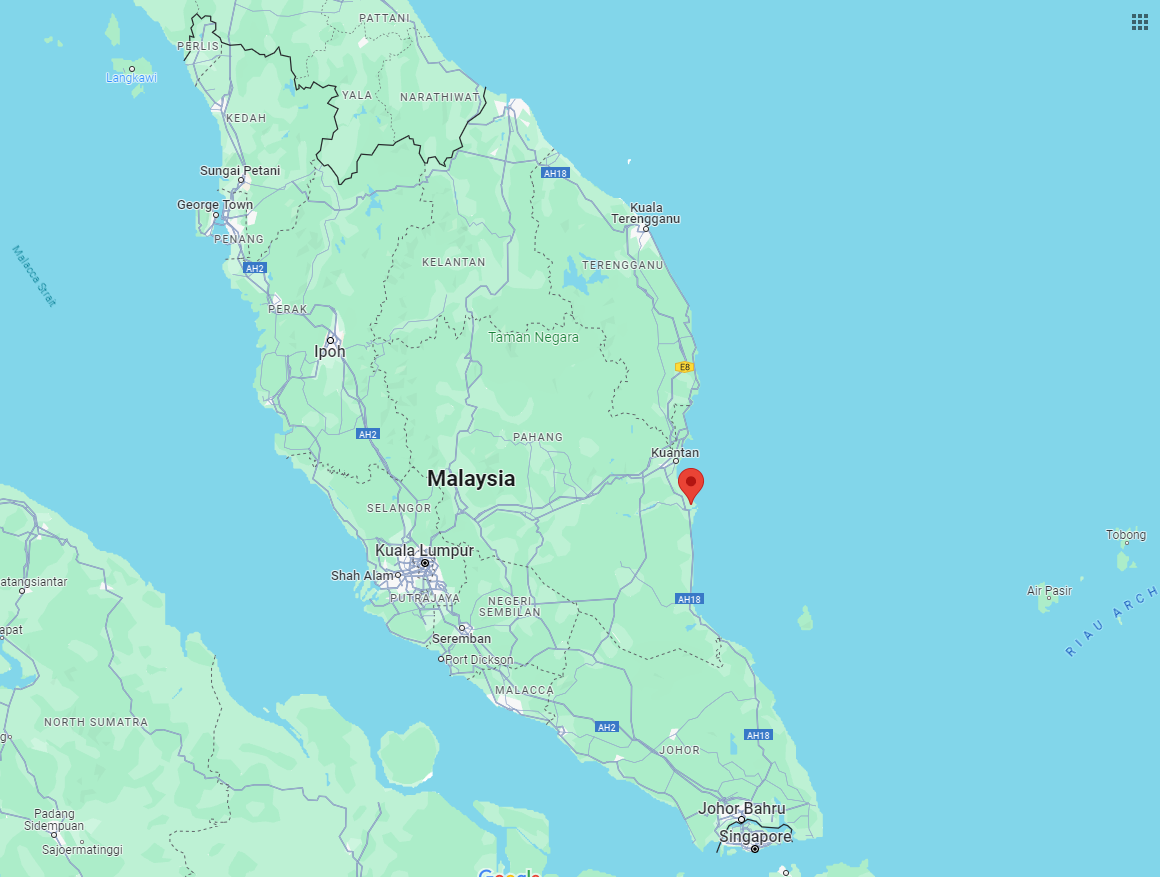 PATTANI
PERLIS
Langkawi
YALA
NARATHIWAT
KEDAH
Sungai Petani
AH18
George Town
Kuala
Terengganu
PENANG
KELANTAN
TERENGGANU
AH2
Malacca Strait
PERAK
Taman Negara
Ipoh
E8
AH2
PAHANG
Kuantan
Malaysia
SELANGOR
Tobong
Kuala Lumpur
Shah Alam
atangsiantar
Air Pasir
PUTRAJAYA
NEGERI
SEMBILAN
AH18
RIAU ARCH
apat
Seremban
Port Dickson
MALACCA
NORTH SUMATRA
AH2
AH18
go
JOHOR
Johor Bahru
Padang
Sidempuan
Singapore
Sajoermatinggi
Google